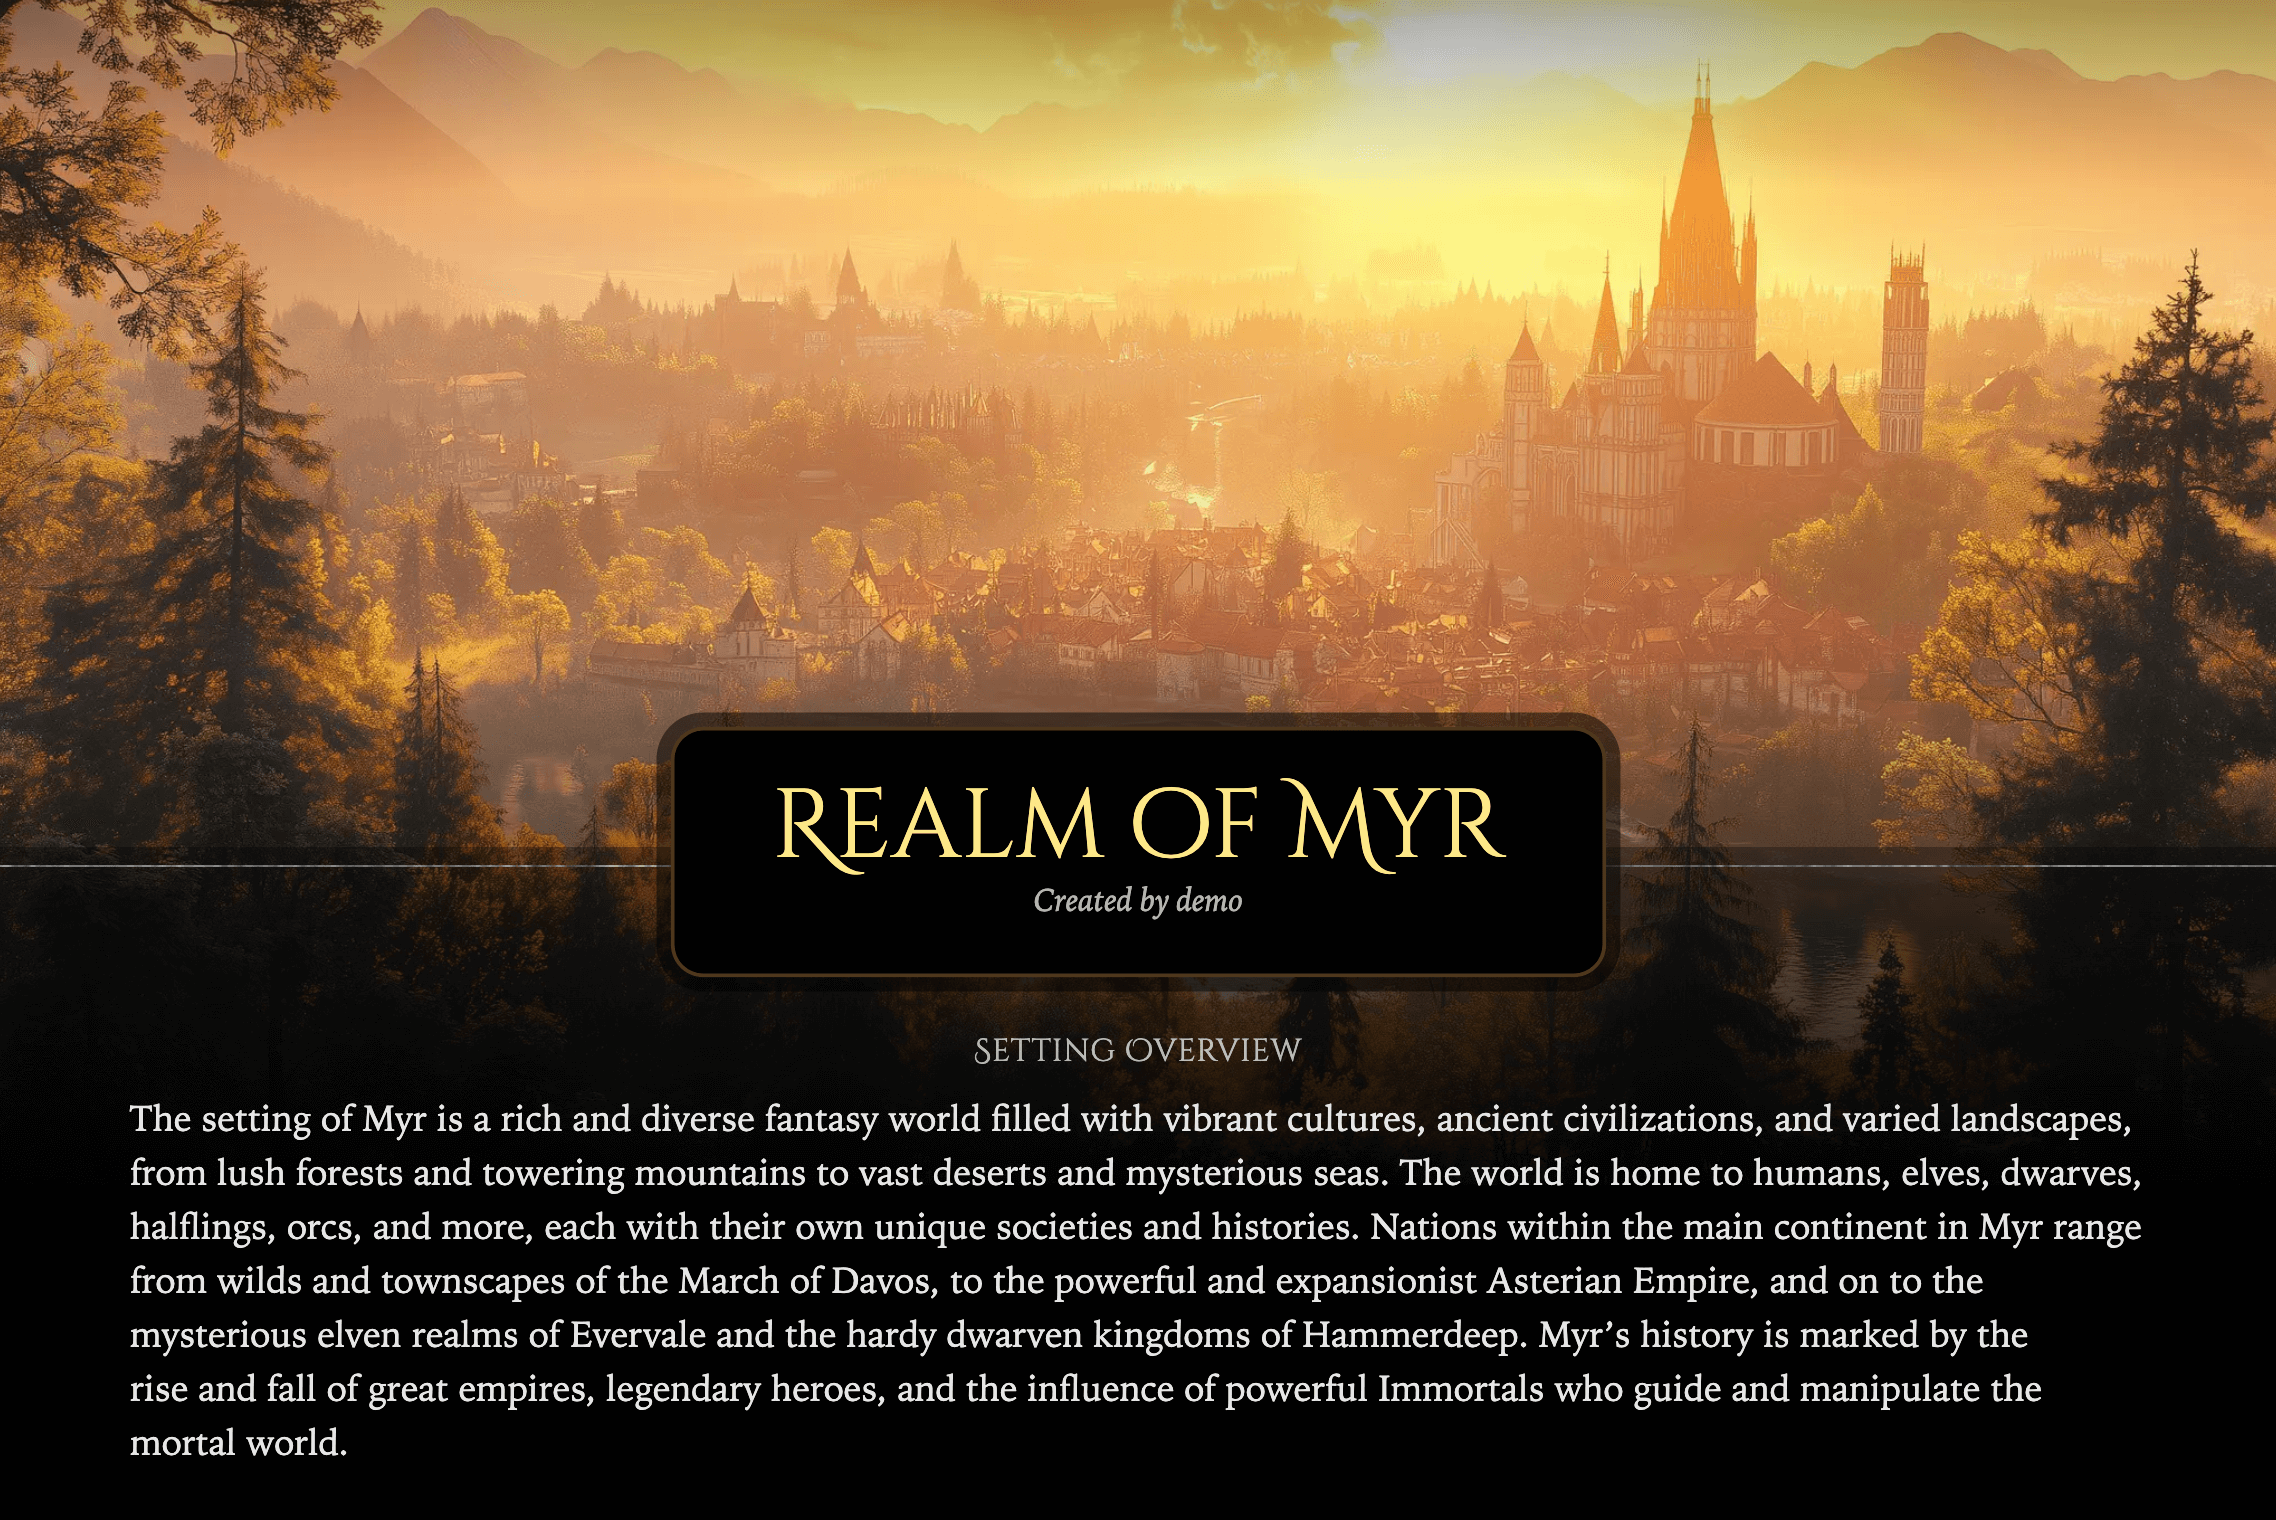 Realm of Myr
Created by demo
Setting Overview
The setting of Myr is a rich and diverse fantasy world filled with vibrant cultures, ancient civilizations, and varied landscapes,
from lush forests and towering mountains to vast deserts and mysterious seas. The world is home to humans, elves, dwarves,
halflings, orcs, and more, each with their own unique societies and histories. Nations within the main continent in Myr range
from wilds and townscapes of the March of Davos, to the powerful and expansionist Asterian Empire, and on to the
mysterious elven realms of Evervale and the hardy dwarven kingdoms of Hammerdeep. Myr’s history is marked by the
rise and fall of great empires, legendary heroes, and the influence of powerful Immortals who guide and manipulate the
mortal world.